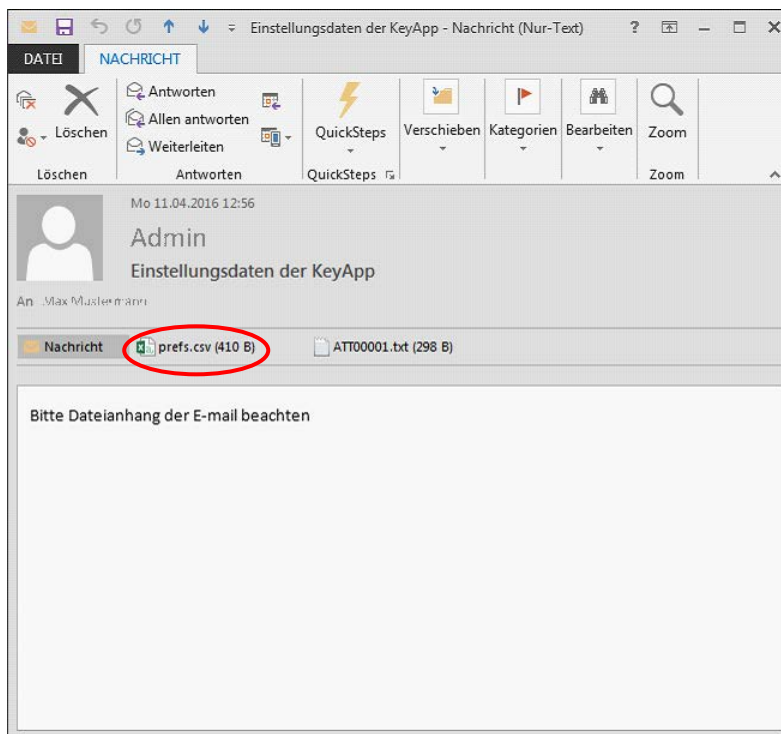 Einstellungsdaten der KeyApp - Nachricht (Nur-Text) ?
DATEI NACHRICHT
Löschen
Löschen
Antworten
Allen antworten
Weiterleiten
Antworten
QuickSteps
QuickSteps
Verschieben
Kategorien
Bearbeiten
Zoom
Zoom
Mo 11.04.2016 12:56
Admin
Einstellungsdaten der KeyApp
An Max Mustermann
Nachricht prefs.csv (410 B) ATT00001.txt (298 B)
Bitte Dateianhang der E-mail beachten